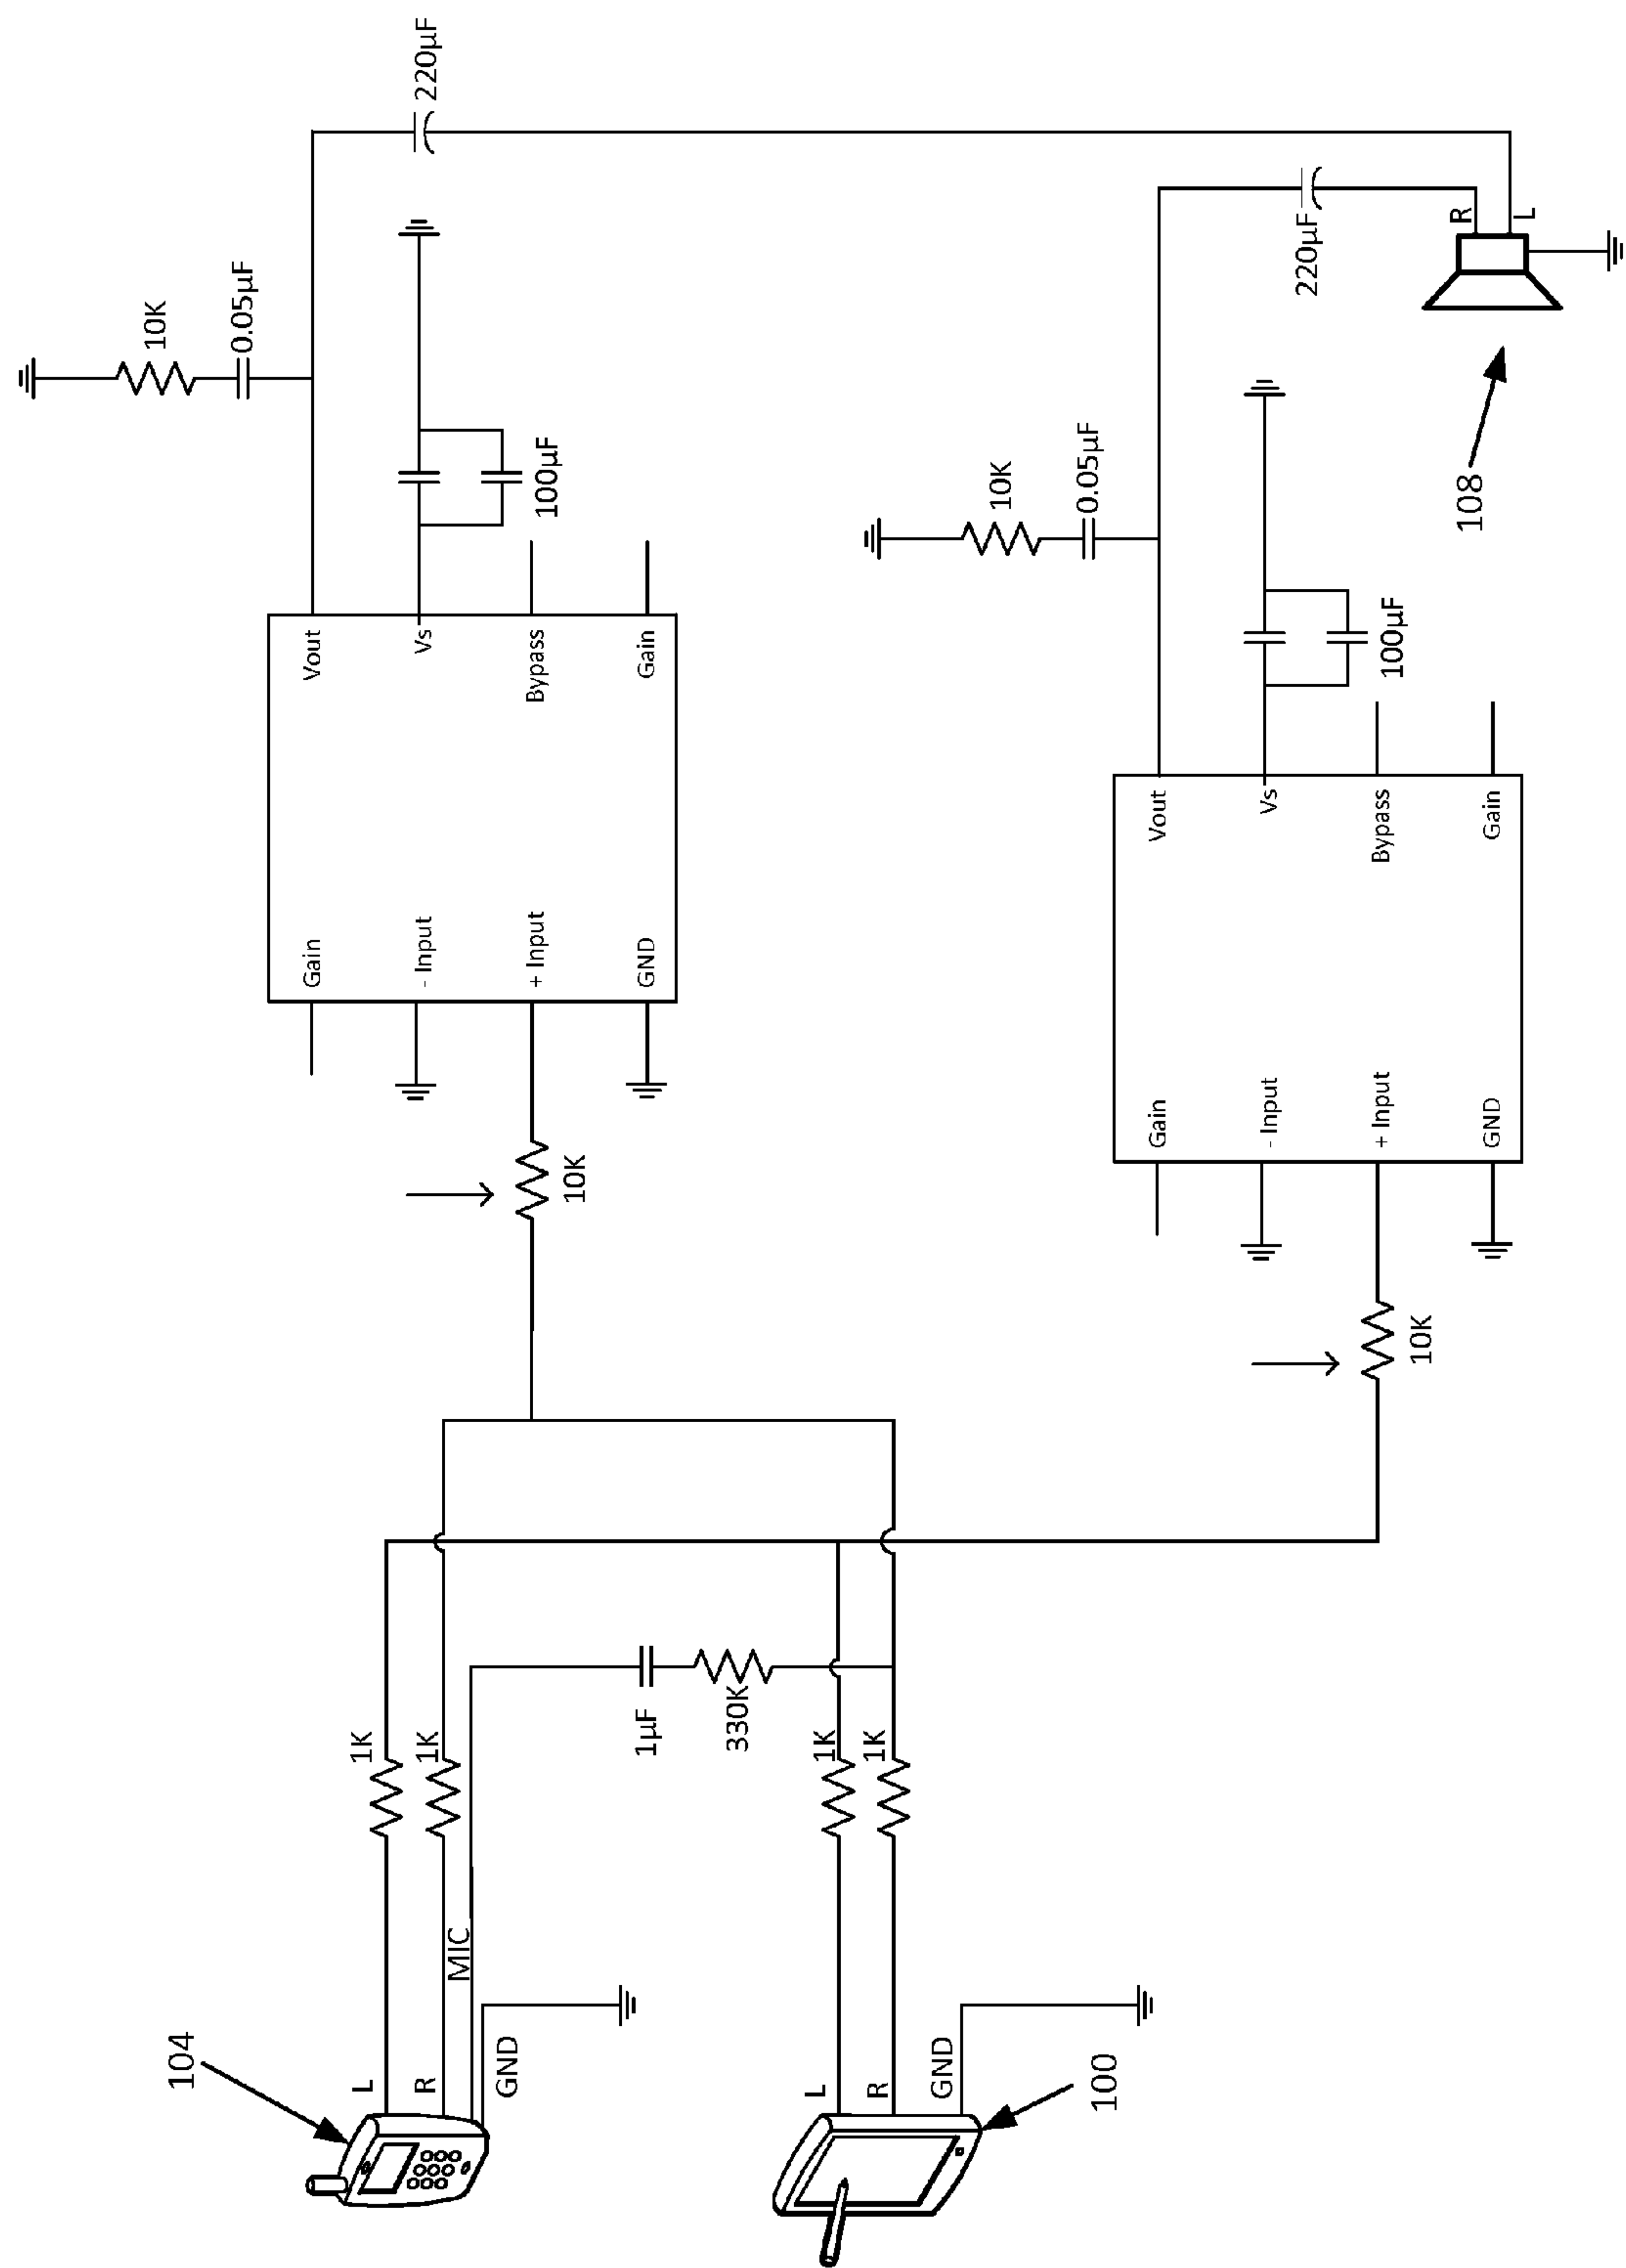 104
L
R
MIC
GND
1K
1K
1µF
330K
100
L
R
GND
1K
1K
10K
Gain
- Input
+ Input
GND
Vout
Vs
Bypass
Gain
10K
0.05µF
100µF
220µF
10K
Gain
- Input
+ Input
GND
Vout
Vs
Bypass
Gain
10K
0.05µF
100µF
220µF
R
L
108